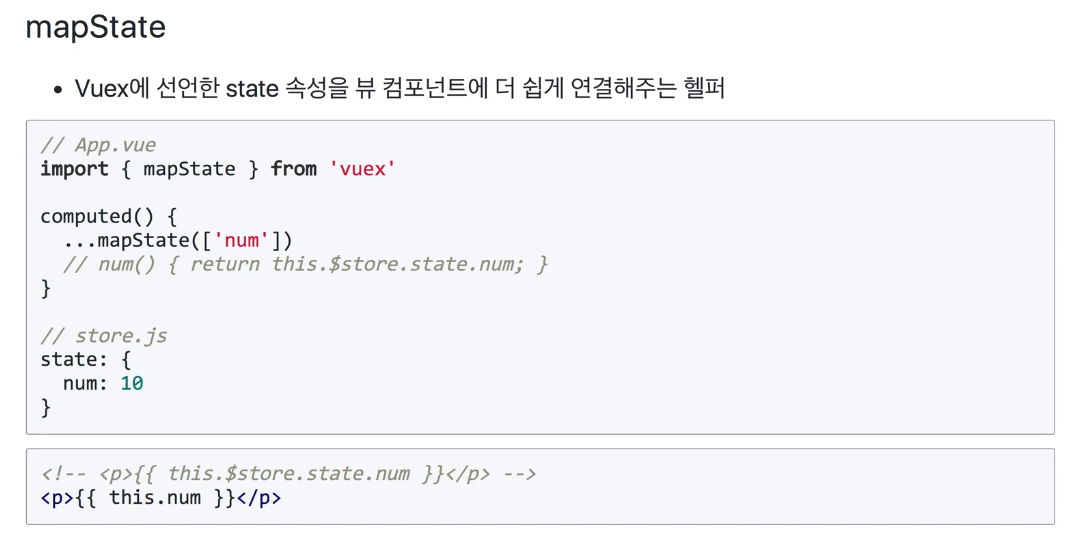 mapState
• Vuex에 선언한 state 속성을 뷰 컴포넌트에 더 쉽게 연결해주는 헬퍼
// App.vue
import { mapState } from 'vuex'
computed() {
  ...mapState(['num'])
  // num() { return this.$store.state.num; }
}
// store.js
state: {
  num: 10
}
<!-- <p>{{ this.$store.state.num }}</p> -->
<p>{{ this.num }}</p>